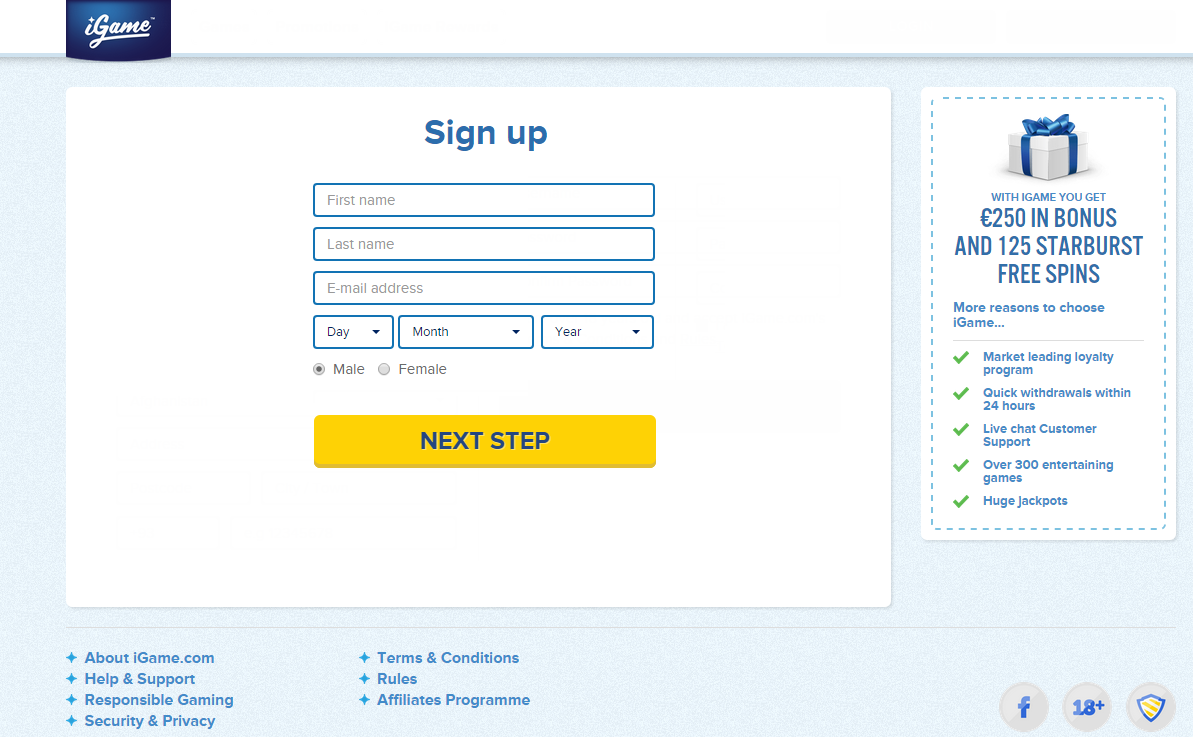 iGame™
Sign up
First name
Last name
E-mail address
Day Month Year
Male Female
NEXT STEP
WITH IGAME YOU GET
€250 IN BONUS
AND 125 STARBURST
FREE SPINS
More reasons to choose
iGame...
Market leading loyalty
program
Quick withdrawals within
24 hours
Live chat Customer
Support
Over 300 entertaining
games
Huge jackpots
About iGame.com
Help & Support
Responsible Gaming
Security & Privacy
Terms & Conditions
Rules
Affiliates Programme
f 18+